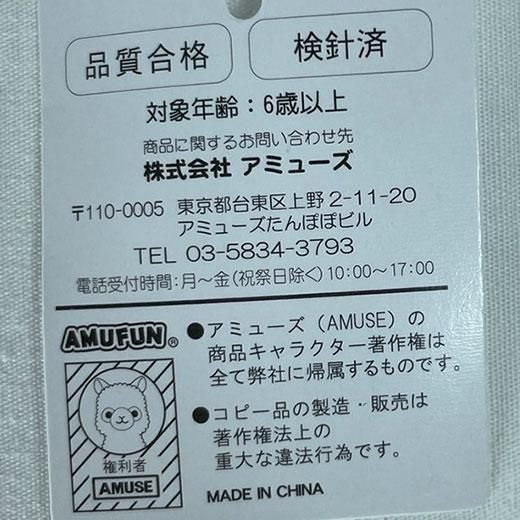 品質合格 検針済
対象年齢：6歳以上
商品に関するお問い合わせ先
株式会社 アミューズ
〒110-0005 東京都台東区上野2-11-20
アミューズたんぽぽビル
TEL 03-5834-3793
電話受付時間：月～金(祝祭日除く)10:00～17:00
AMUFUN®
●アミューズ（AMUSE）の
商品キャラクター著作権は
全て弊社に帰属するものです。
●コピー品の製造・販売は
著作権法上の
重大な違法行為です。
権利者
AMUSE
MADE IN CHINA